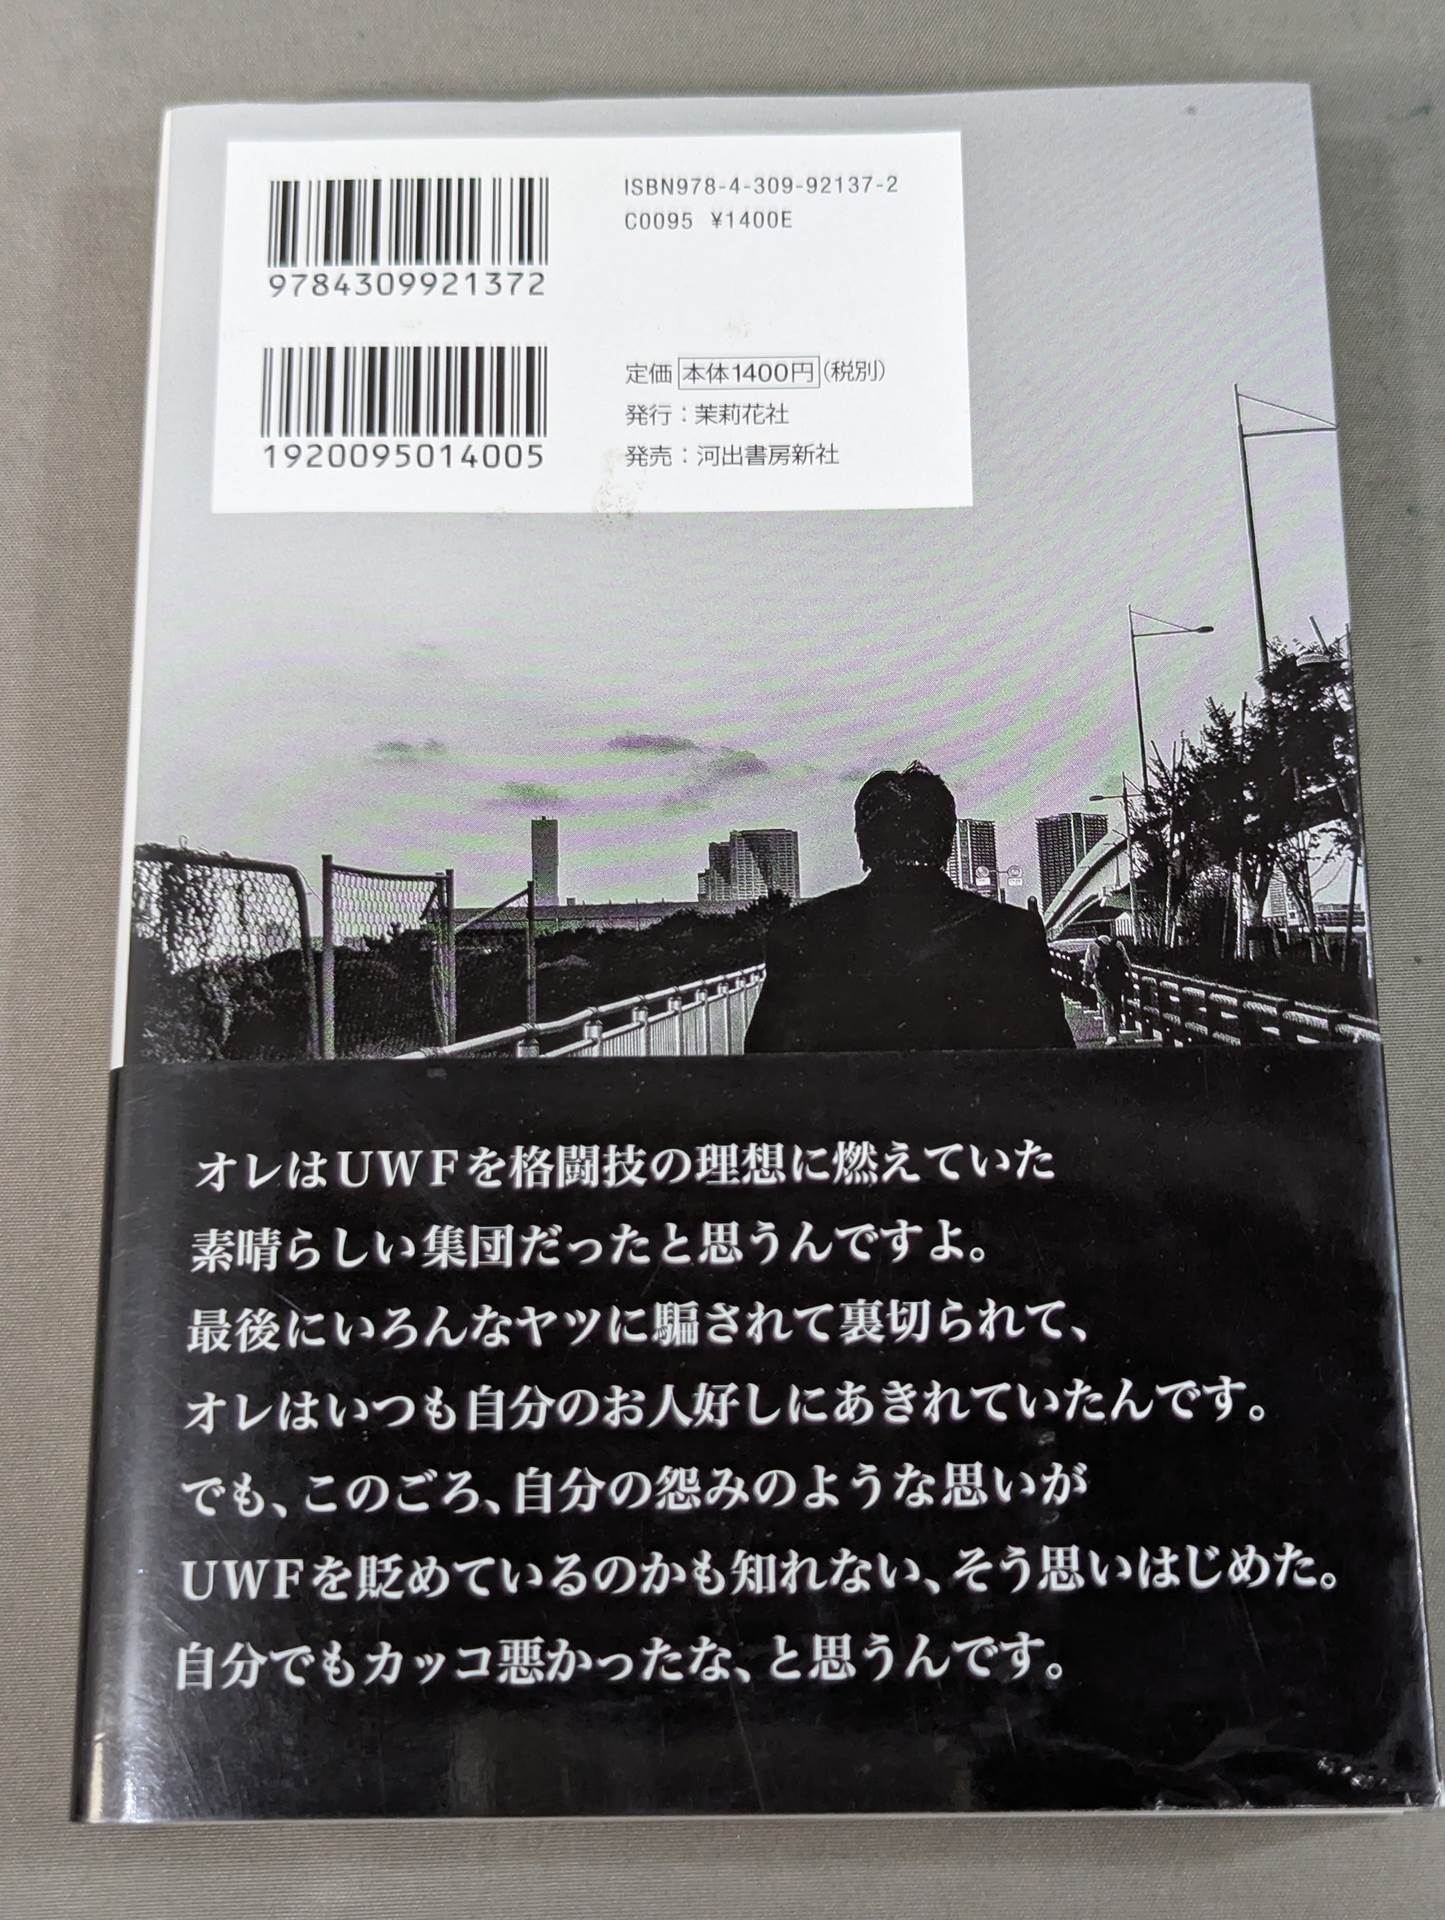 ISBN978-4-309-92137-2
C0095 ¥1400E
9784309921372
1920095014005
定価 本体1400円(税別)
発行:茉莉花社
発売:河出書房新社
オレはUWFを格闘技の理想に燃えていた
素晴らしい集団だったと思うんですよ。
最後にいろんなヤツに騙されて裏切られて、
オレはいつも自分のお人好しにあきれていたんです。
でも、このごろ、自分の怨みのような思いが
UWFを貶めているのかも知れない、そう思いはじめた。
自分でもカッコ悪かったな、と思うんです。